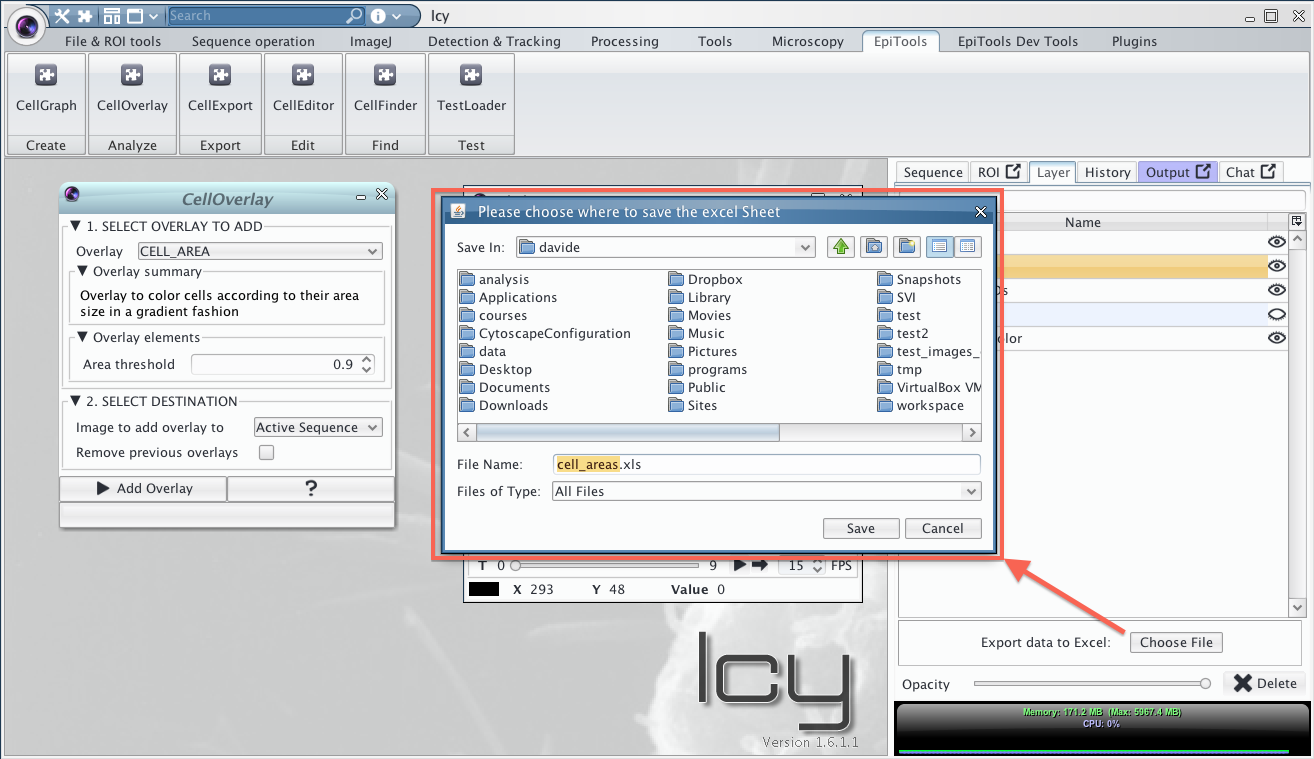 Search
Icy
File & ROI tools Sequence operation ImageJ Detection & Tracking Processing Tools Microscopy EpiTools EpiTools Dev Tools Plugins
CellGraph CellOverlay CellExport CellEditor CellFinder TestLoader
Create Analyze Export Edit Find Test
Sequence ROI Layer History Output Chat
Name
CellOverlay
1. SELECT OVERLAY TO ADD
Overlay CELL_AREA
Overlay summary
Overlay to color cells according to their area
size in a gradient fashion
Overlay elements
Area threshold 0.9
2. SELECT DESTINATION
Image to add overlay to Active Sequence
Remove previous overlays
Add Overlay ?
Please choose where to save the excel Sheet
Save In: davide
analysis Dropbox Snapshots
Applications Library SVI
courses Movies test
CytoscapeConfiguration Music test2
data Pictures test_images_
Desktop programs tmp
Documents Public VirtualBox VM
Downloads Sites workspace
File Name: cell_areas.xls
Files of Type: All Files
Save Cancel
olor
T 0 9 15 FPS
X 293 Y 48 Value 0
Export data to Excel: Choose File
Opacity Delete
Icy
Version 1.6.1.1
Memory: 171.2 MB (Max: 5967.4 MB)
CPU: 0%